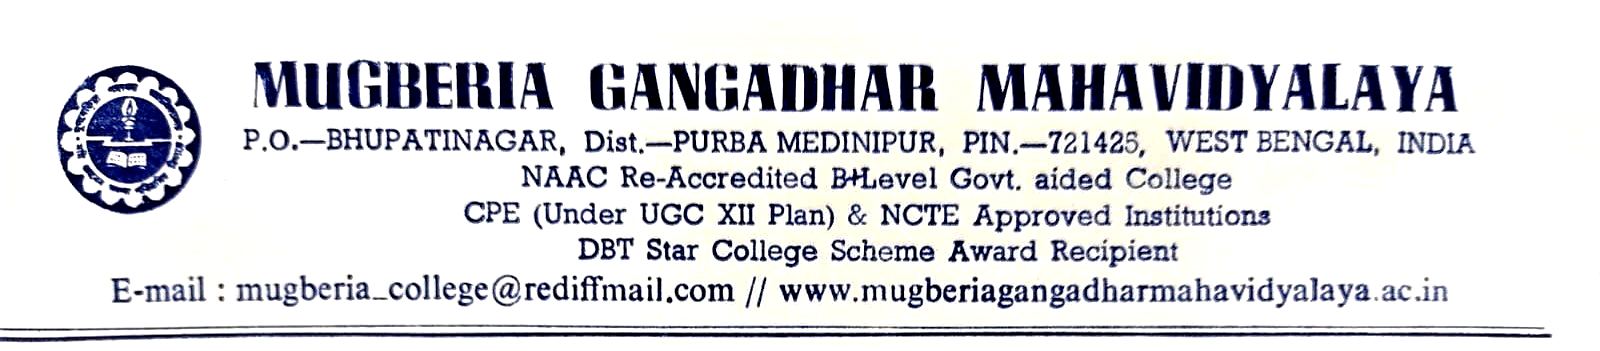 MUGBERIA GANGADHAR MAHAVIDYALAYA
P.O.—BHUPATINAGAR, Dist.—PURBA MEDINIPUR, PIN.—721425, WEST BENGAL, INDIA
NAAC Re-Accredited B+Level Govt. aided College
CPE (Under UGC XII Plan) & NCTE Approved Institutions
DBT Star College Scheme Award Recipient
E-mail : mugberia_college@rediffmail.com // www.mugberiagangadharmahavidyalaya.ac.in